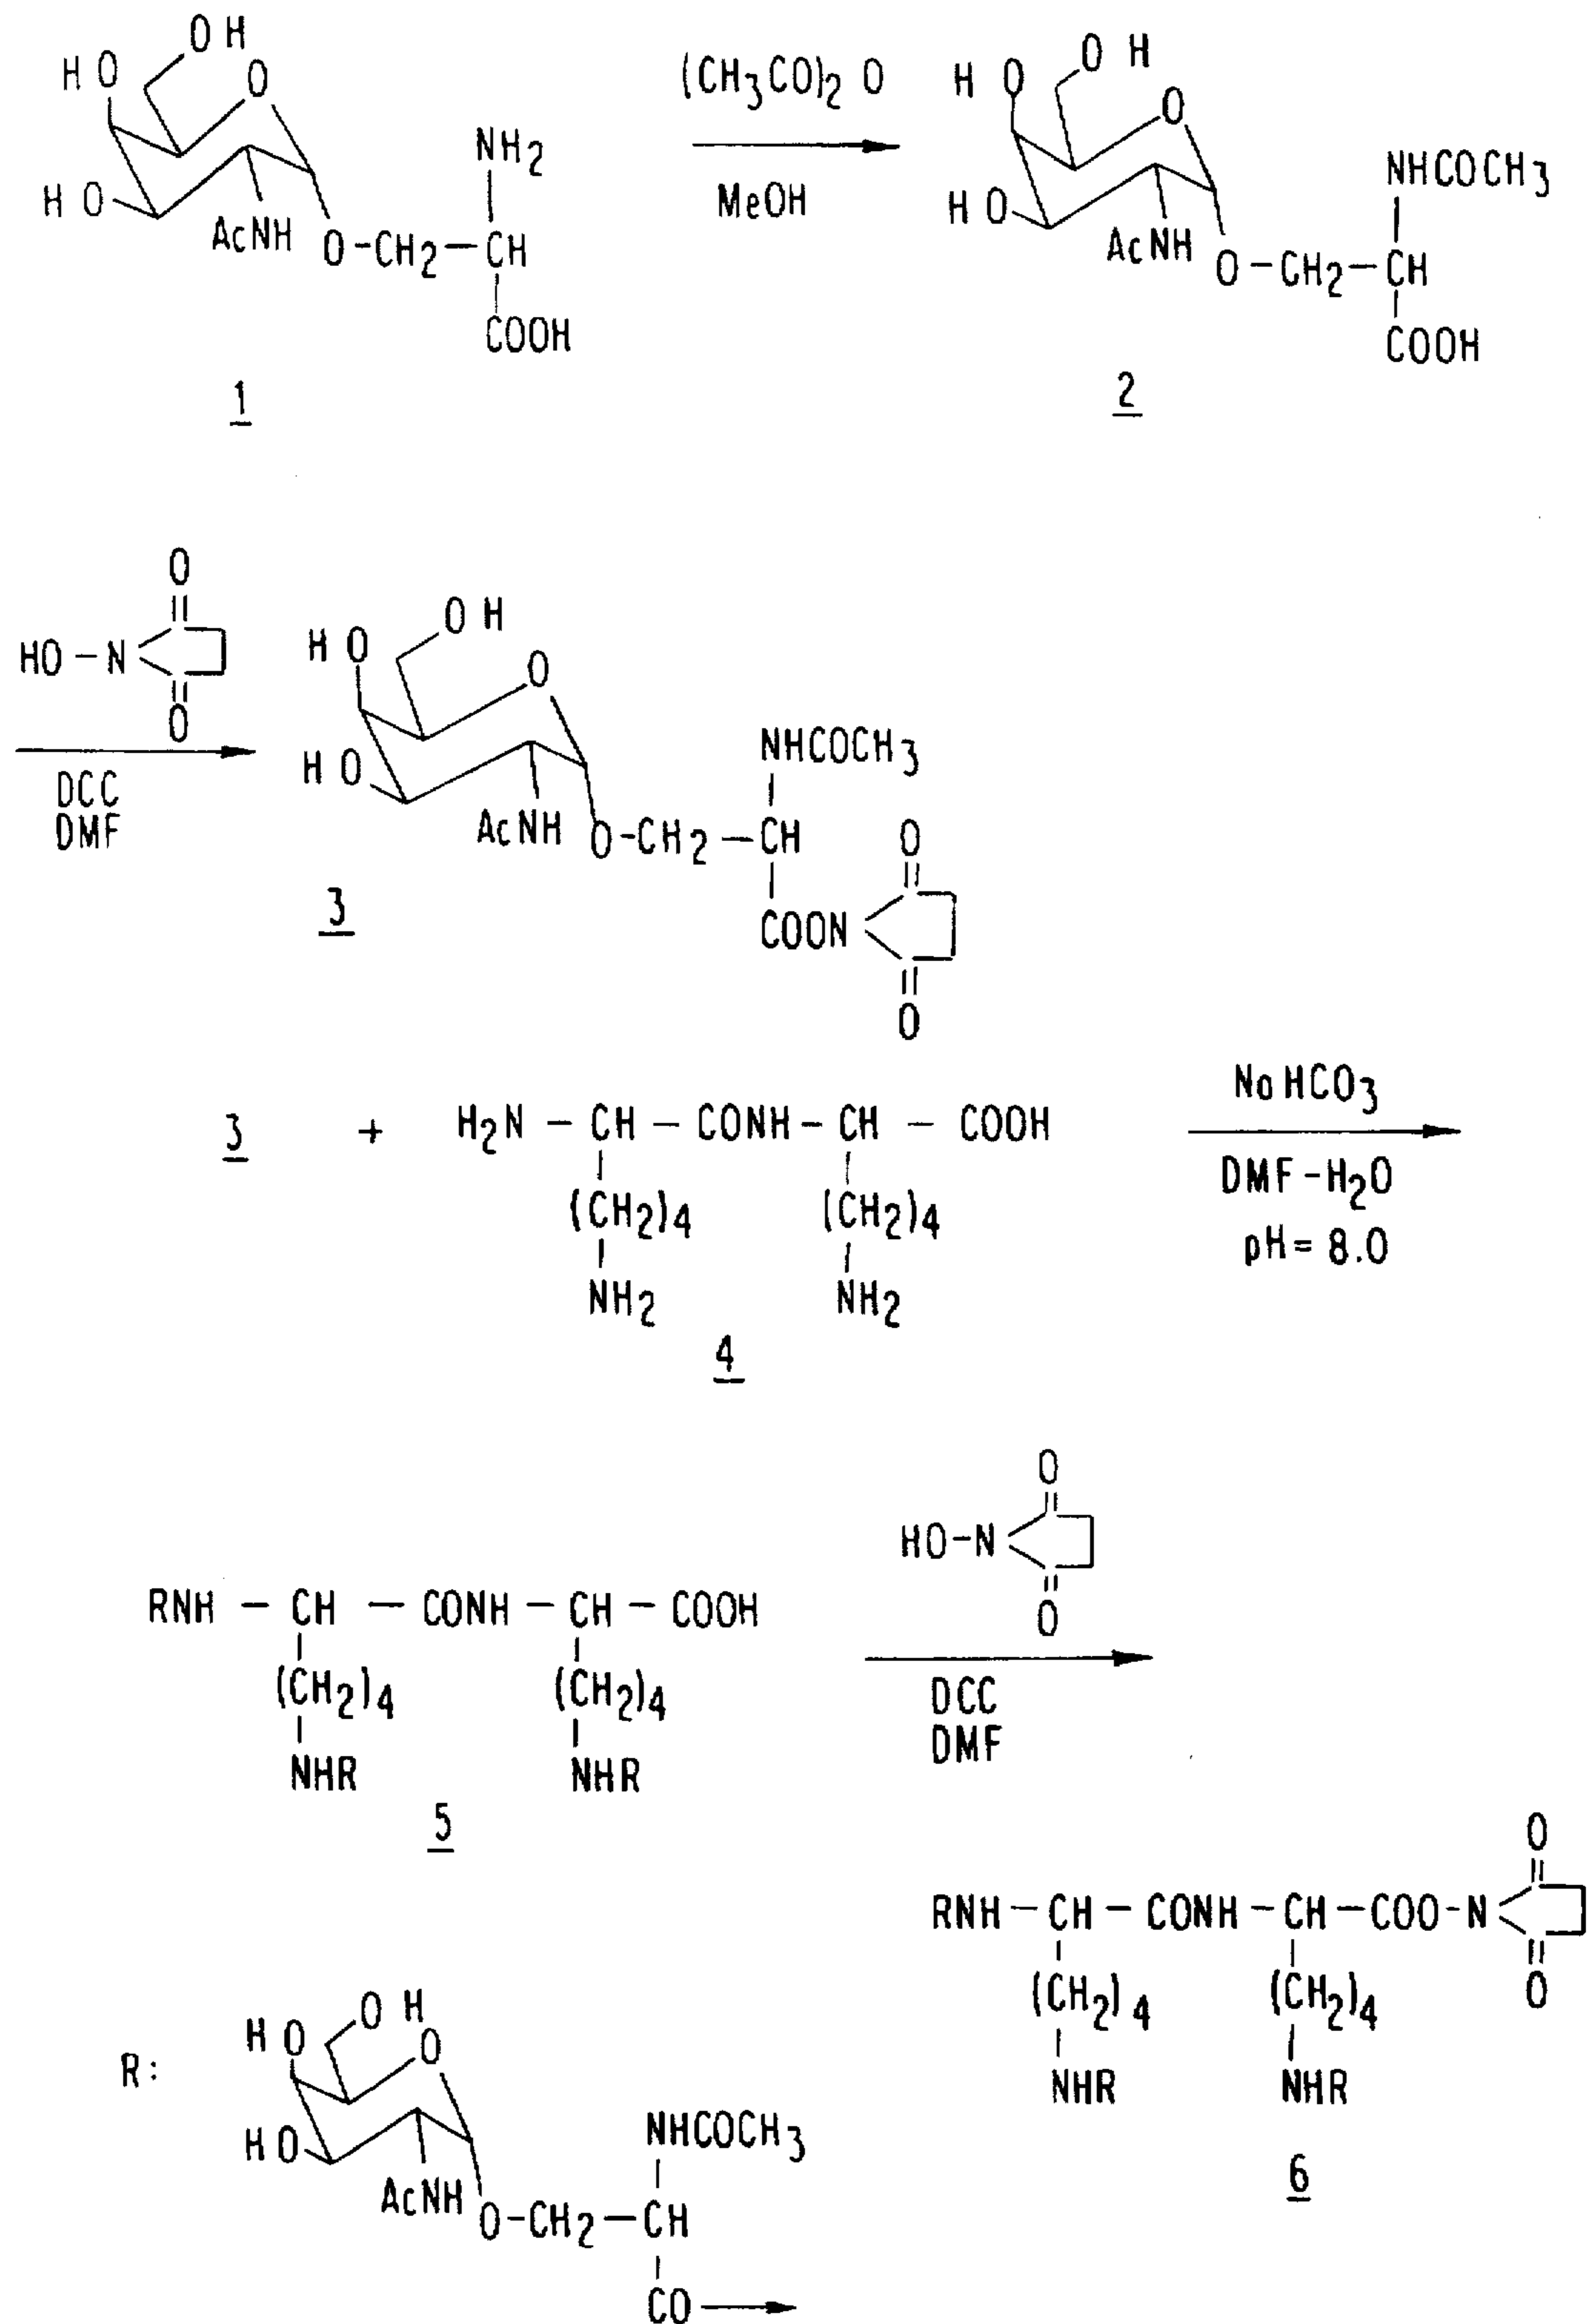 OH
HO
O
HO
AcNH
O-CH2-CH
NH2
COOH
1
(CH3CO)2 O
MeOH
OH
HO
O
HO
AcNH
O-CH2-CH
NHCOCH3
COOH
2
O
HO-N
O
DCC
DMF
OH
HO
O
HO
AcNH
O-CH2-CH
NHCOCH3
COON
O
O
3
3 + H2N-CH-CONH-CH-COOH
(CH2)4 (CH2)4
NH2 NH2
4
NaHCO3
DMF-H2O
pH=8.0
RNH-CH-CONH-CH-COOH
(CH2)4 (CH2)4
NHR NHR
5
O
HO-N
O
DCC
DMF
RNH-CH-CONH-CH-COO-N
O
O
(CH2)4 (CH2)4
NHR NHR
6
R:
OH
HO
O
HO
AcNH
O-CH2-CH
NHCOCH3
CO